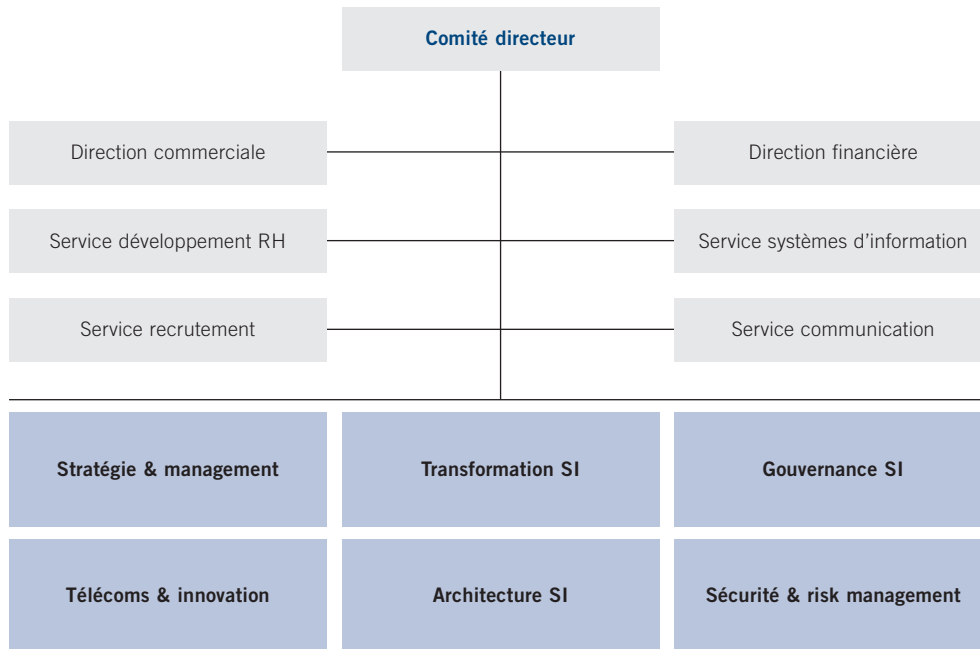 Comité directeur
Direction commerciale
Direction financière
Service développement RH
Service systèmes d'information
Service recrutement
Service communication
Stratégie & management
Transformation SI
Gouvernance SI
Télécoms & innovation
Architecture SI
Sécurité & risk management